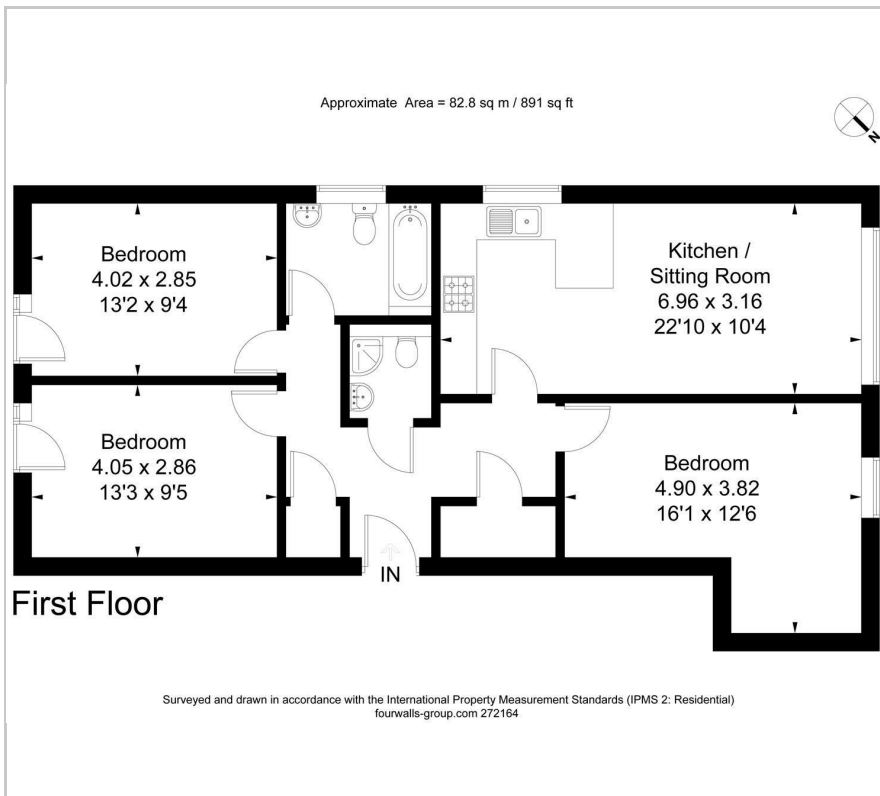 Approximate Area = 82.8 sq m / 891 sq ft
N
Bedroom
4.02 x 2.85
13'2 x 9'4
Kitchen /
Sitting Room
6.96 x 3.16
22'10 x 10'4
Bedroom
4.05 x 2.86
13'3 x 9'5
Bedroom
4.90 x 3.82
16'1 x 12'6
IN
First Floor
Surveyed and drawn in accordance with the International Property Measurement Standards (IPMS 2: Residential)
fourwalls-group.com 272164